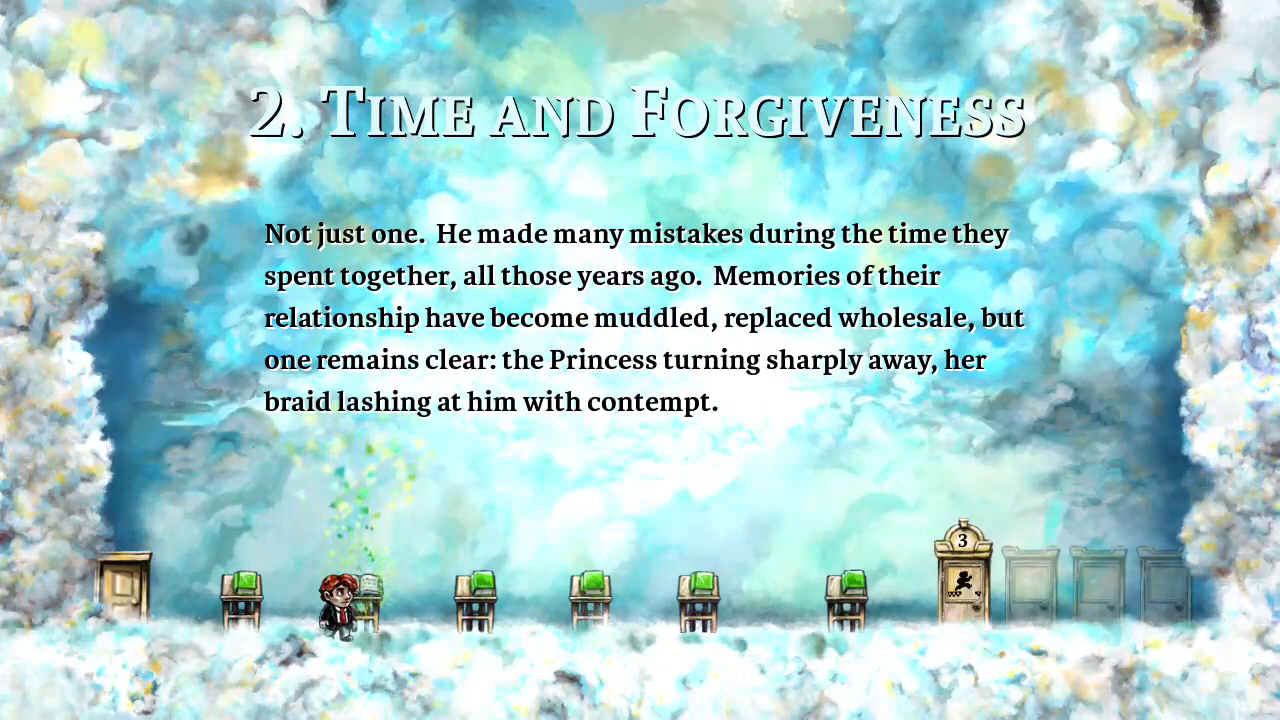 2. Time and Forgiveness
Not just one. He made many mistakes during the time they
spent together, all those years ago. Memories of their
relationship have become muddled, replaced wholesale, but
one remains clear: the Princess turning sharply away, her
braid lashing at him with contempt.
3